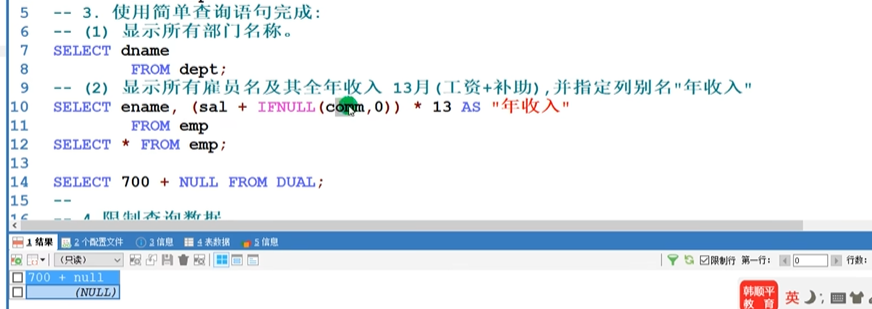 5 -- 3. 使用简单查询语句完成:
6 -- (1) 显示所有部门名称。
7 SELECT dname
8 FROM dept;
9 -- (2) 显示所有雇员名及其全年收入 13月(工资+补助),并指定列别名"年收入"
10 SELECT ename, (sal + IFNULL(comm,0)) * 13 AS "年收入"
11 FROM emp
12 SELECT * FROM emp;
13
14 SELECT 700 + NULL FROM DUAL;
15 --
16 -- 4.限制查询数据
1 结果 2 个配置文件 3 信息 4 表数据 5 信息
(只读) 限制行 第一行: 0 行数:
700 + null
(NULL)
韩顺平
教育
英